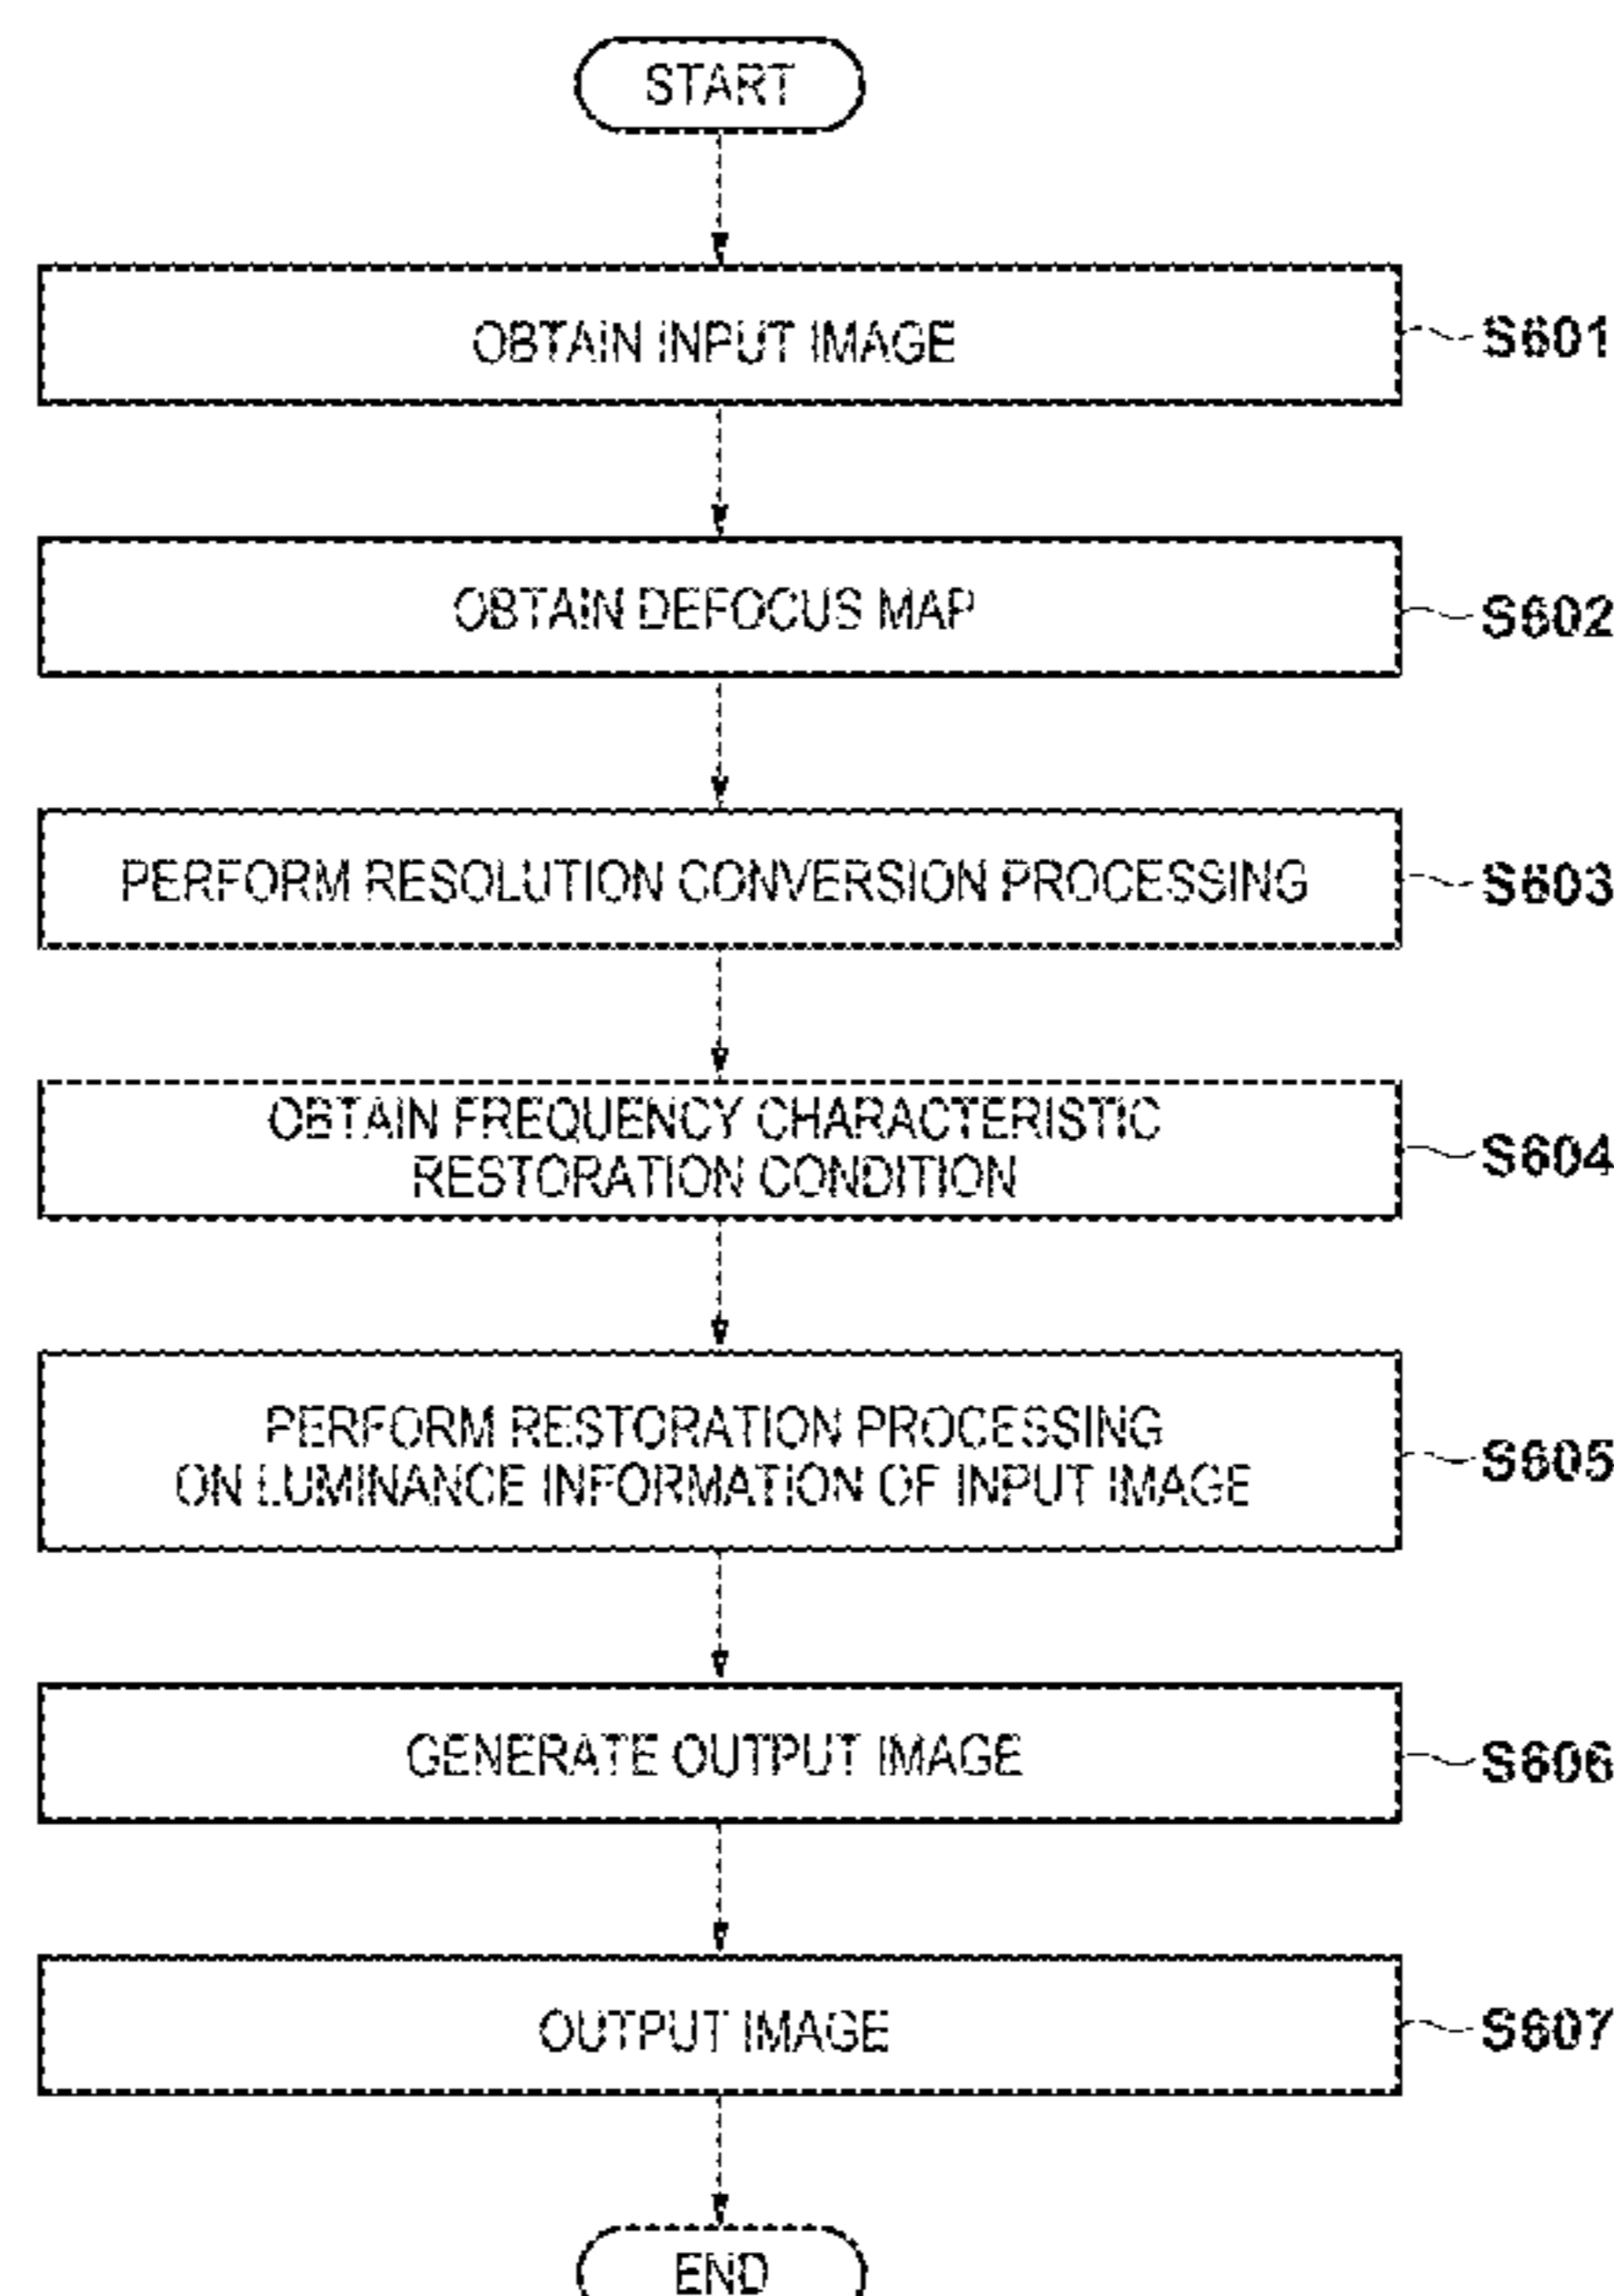 START
OBTAIN INPUT IMAGE
S601
OBTAIN DEFOCUS MAP
S602
PERFORM RESOLUTION CONVERSION PROCESSING
S603
OBTAIN FREQUENCY CHARACTERISTIC
RESTORATION CONDITION
S604
PERFORM RESTORATION PROCESSING
ON LUMINANCE INFORMATION OF INPUT IMAGE
S605
GENERATE OUTPUT IMAGE
S606
OUTPUT IMAGE
S607
END